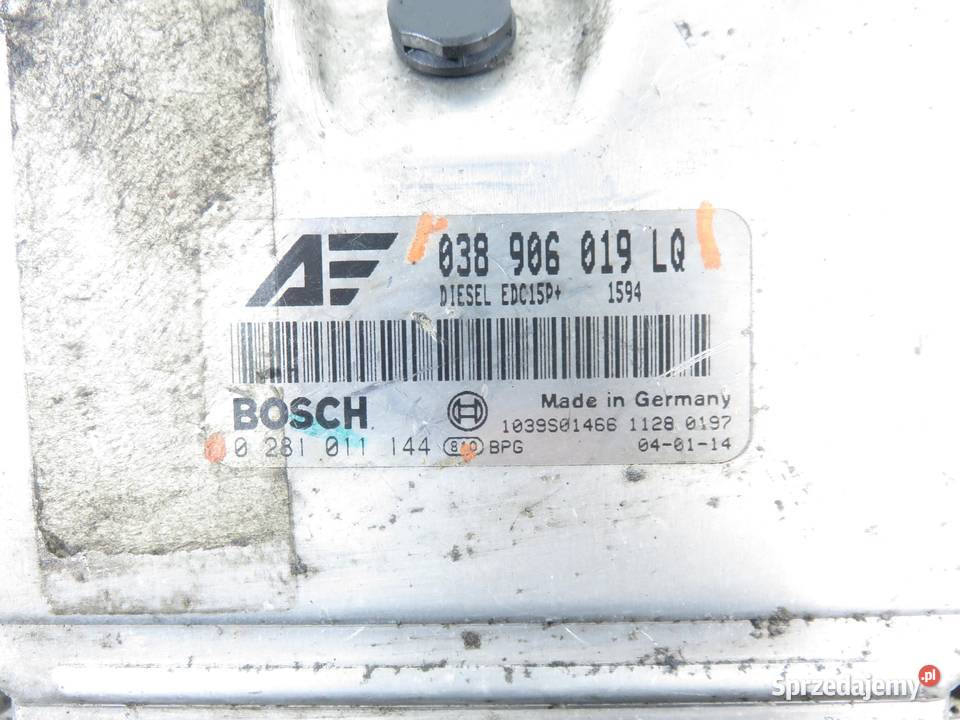 AE 038 906 019 LQ
DIESEL EDC15P+ 1594
BOSCH Made in Germany
1039S01466 1128 0197
0 281 011 144 BPG 04-01-14
Sprzedajemy.pl